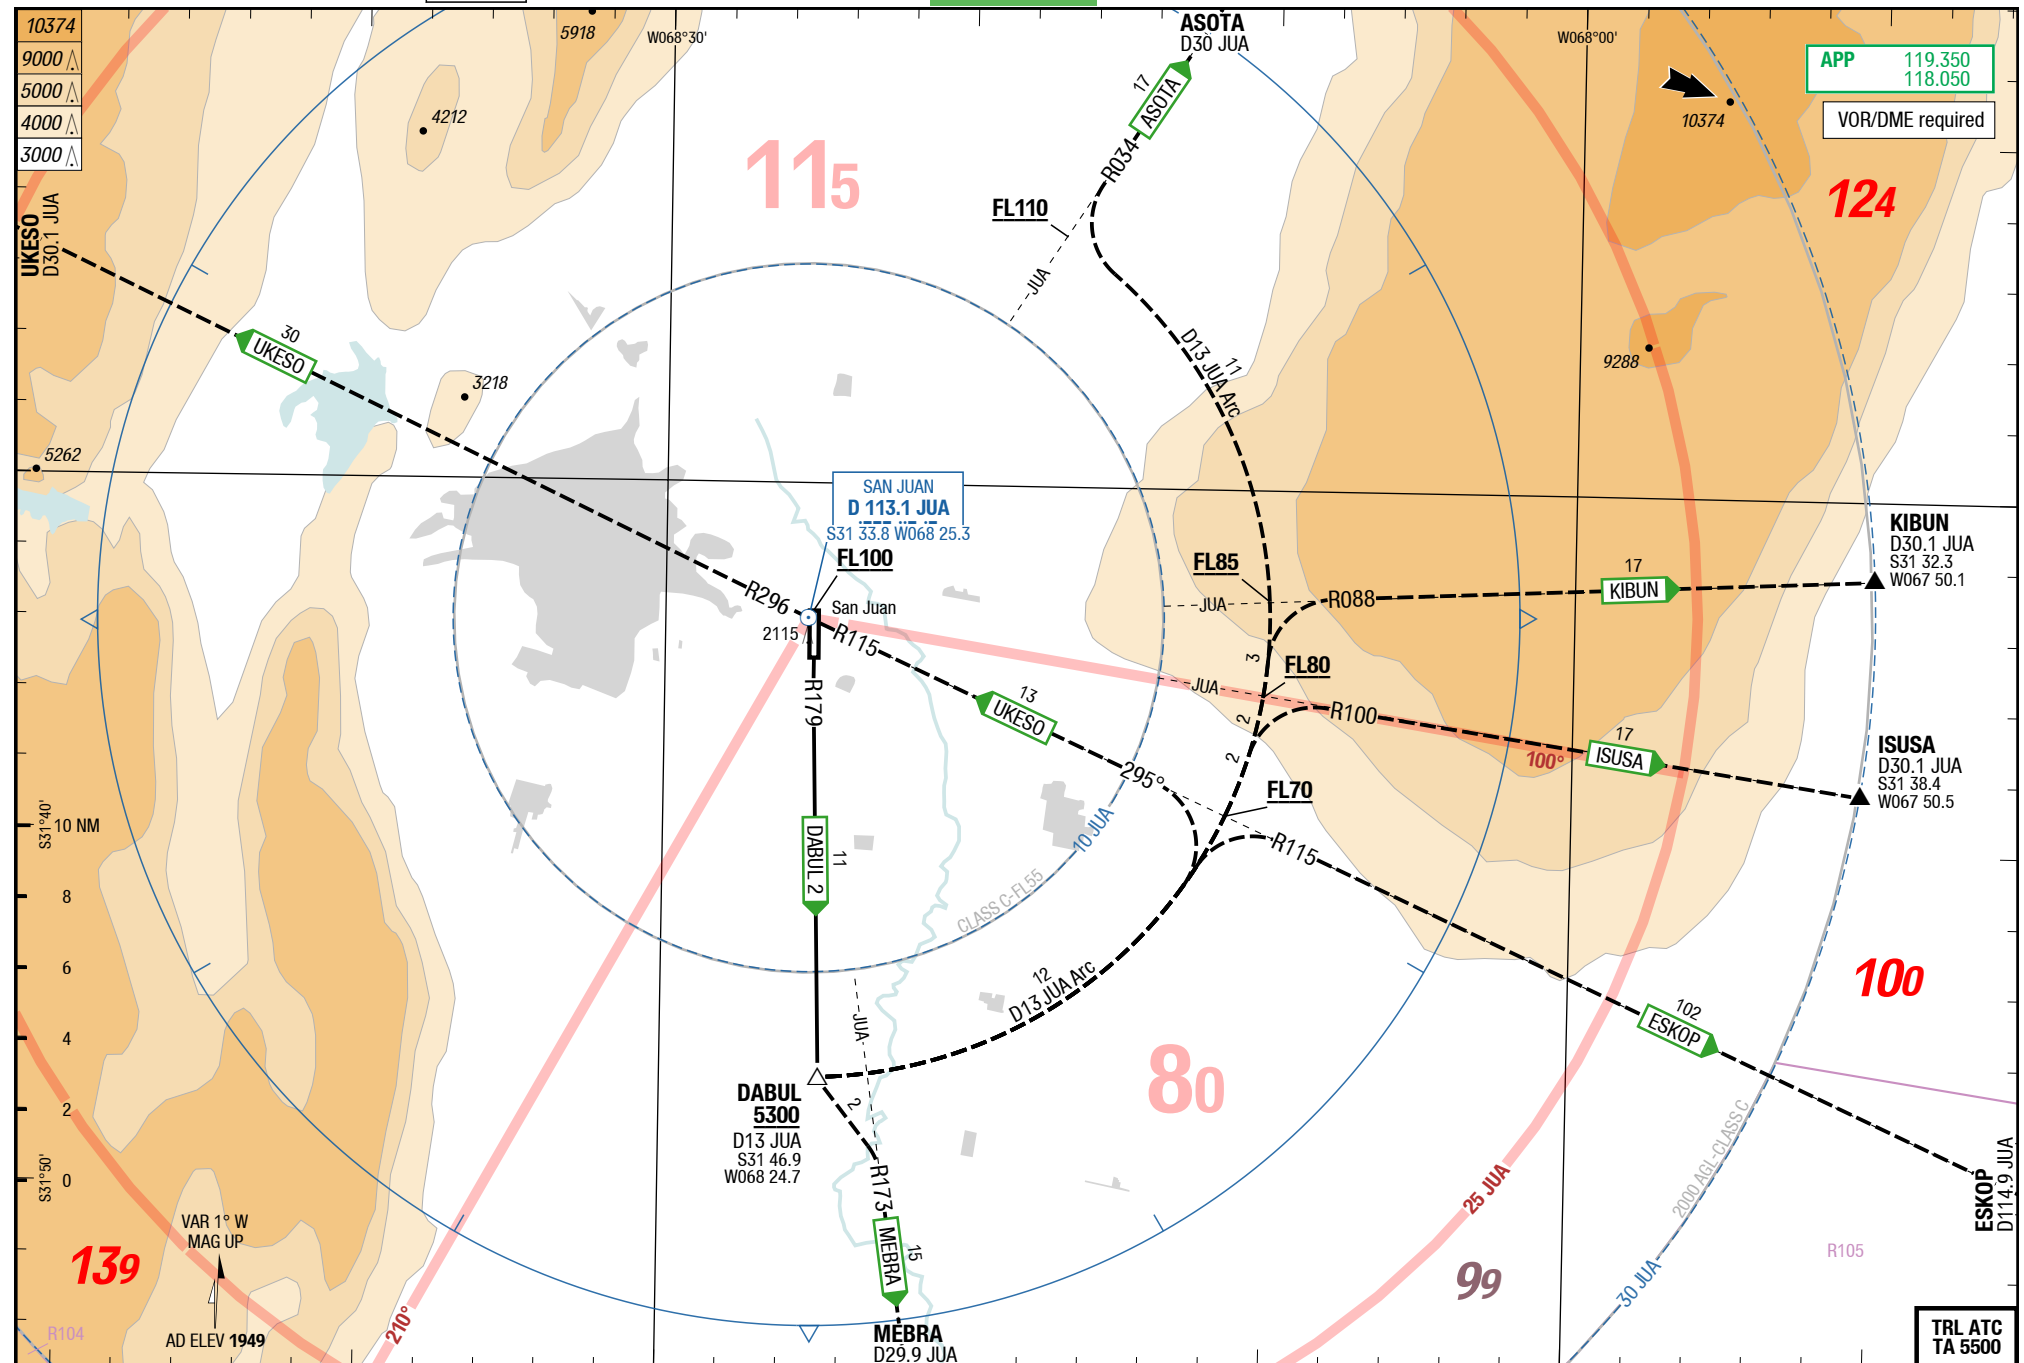 10374
9000
5000
4000
3000
5918
W068°30'
ASOTA
D30 JUA
W068°00'
APP 119.350
118.050
VOR/DME required
10374
4212
17
ASOTA
R034
115
124
FL110
JUA
UKESO
D30.1 JUA
30
UKESO
3218
11
D13 JUA Arc
9288
5262
SAN JUAN
D 113.1 JUA
S31 33.8 W068 25.3
FL100
R296
San Juan
2115
R115
FL85
JUA
R088
17
KIBUN
KIBUN
D30.1 JUA
S31 32.3
W067 50.1
3
FL80
JUA
R100
2
2
17
ISUSA
100°
ISUSA
D30.1 JUA
S31 38.4
W067 50.5
R179
13
UKESO
295°
FL70
R115
S31°40'
10 NM
8
6
4
2
0
S31°50'
DABUL 2
11
10 JUA
CLASS C-FL55
12
D13 JUA Arc
JUA
100
102
ESKOP
80
DABUL
5300
D13 JUA
S31 46.9
W068 24.7
2
R173
MEBRA
15
MEBRA
D29.9 JUA
2000 AGL-CLASS C
25 JUA
30 JUA
ESKOP
D114.9 JUA
R105
99
VAR 1° W
MAG UP
139
AD ELEV 1949
R104
210°
TRL ATC
TA 5500